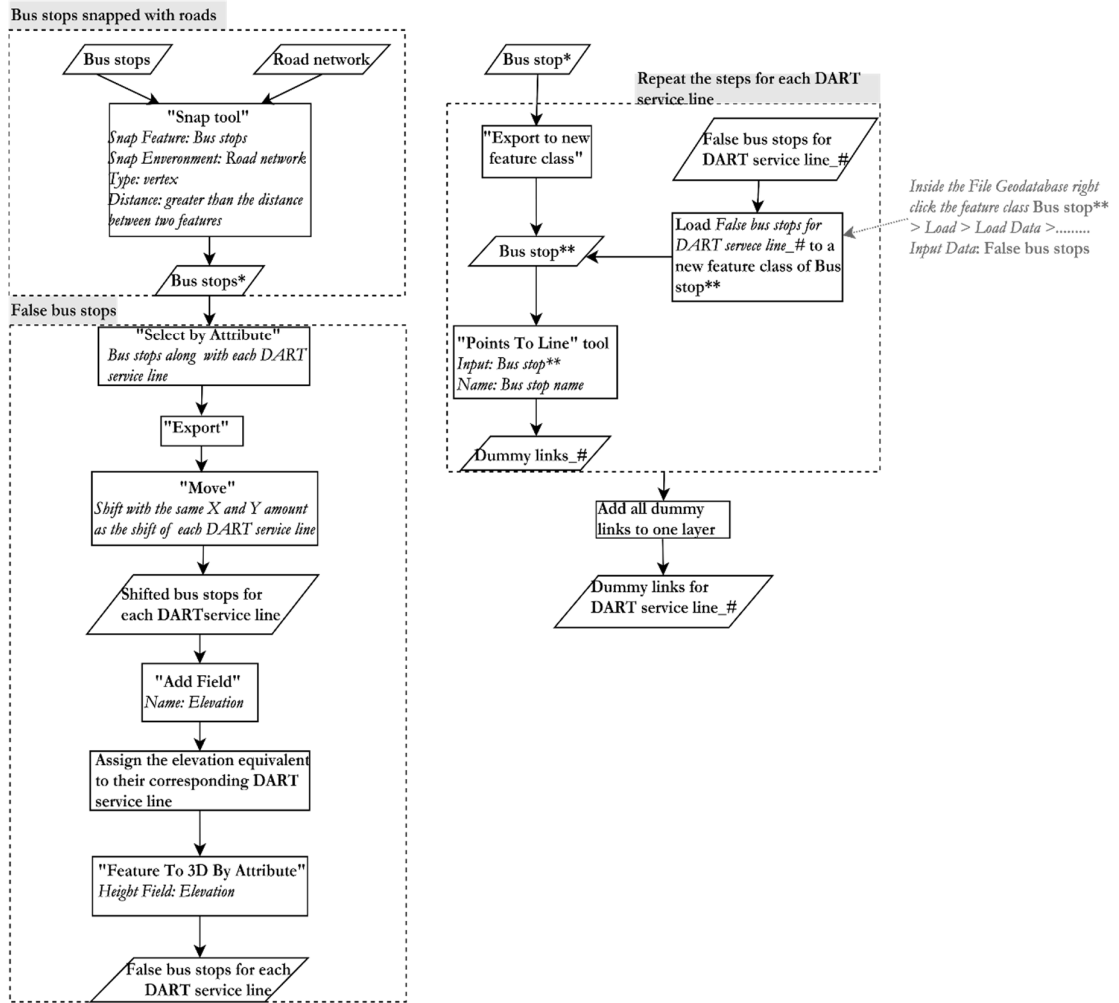 Bus stops snapped with roads
Bus stops
Road network
"Snap tool"
Snap Feature: Bus stops
Snap Enveronment: Road network
Type: vertex
Distance: greater than the distance
between two features
Bus stops*
False bus stops
"Select by Attribute"
Bus stops along with each DART
service line
"Export"
"Move"
Shift with the same X and Y amount
as the shift of each DART service line
Shifted bus stops for
each DARTservice line
"Add Field"
Name: Elevation
Assign the elevation equivalent
to their corresponding DART
service line
"Feature To 3D By Attribute"
Height Field: Elevation
False bus stops for each
DART service line
Bus stop*
Repeat the steps for each DART
service line
"Export to new
feature class"
False bus stops for
DART service line_#
Inside the File Geodatabase right
click the feature class Bus stop**
> Load > Load Data >.........
Input Data: False bus stops
Load False bus stops for
DART servece line_# to a
new feature class of Bus
stop**
Bus stop**
"Points To Line" tool
Input: Bus stop**
Name: Bus stop name
Dummy links_#
Add all dummy
links to one layer
Dummy links for
DART service line_#